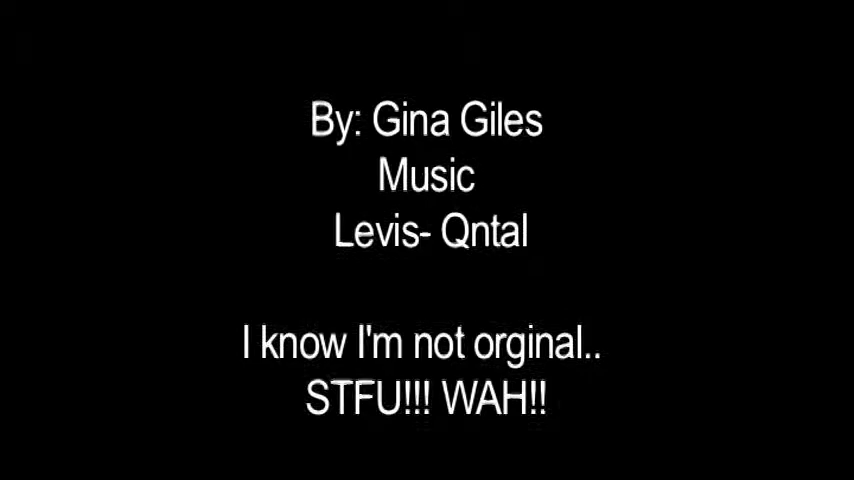 By: Gina Giles
Music
Levis- Qntal
I know I'm not orginal..
STFU!!! WAH!!